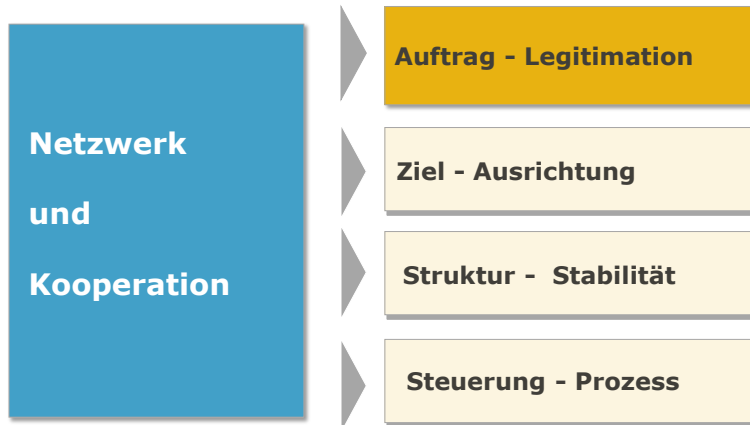 Netzwerk
und
Kooperation
Auftrag - Legitimation
Ziel - Ausrichtung
Struktur - Stabilität
Steuerung - Prozess